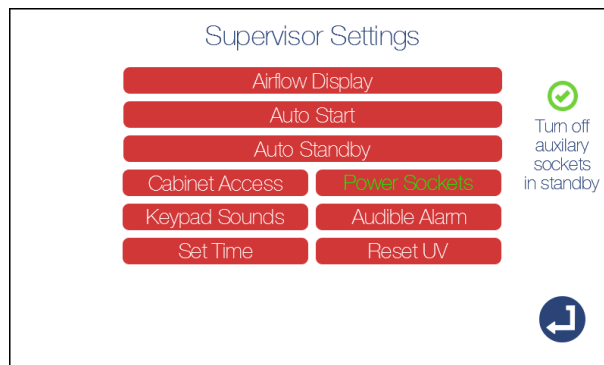 Supervisor Settings
Airflow Display
Auto Start
Auto Standby
Cabinet Access
Power Sockets
Keypad Sounds
Audible Alarm
Set Time
Reset UV
Turn off
auxilary
sockets
in standby